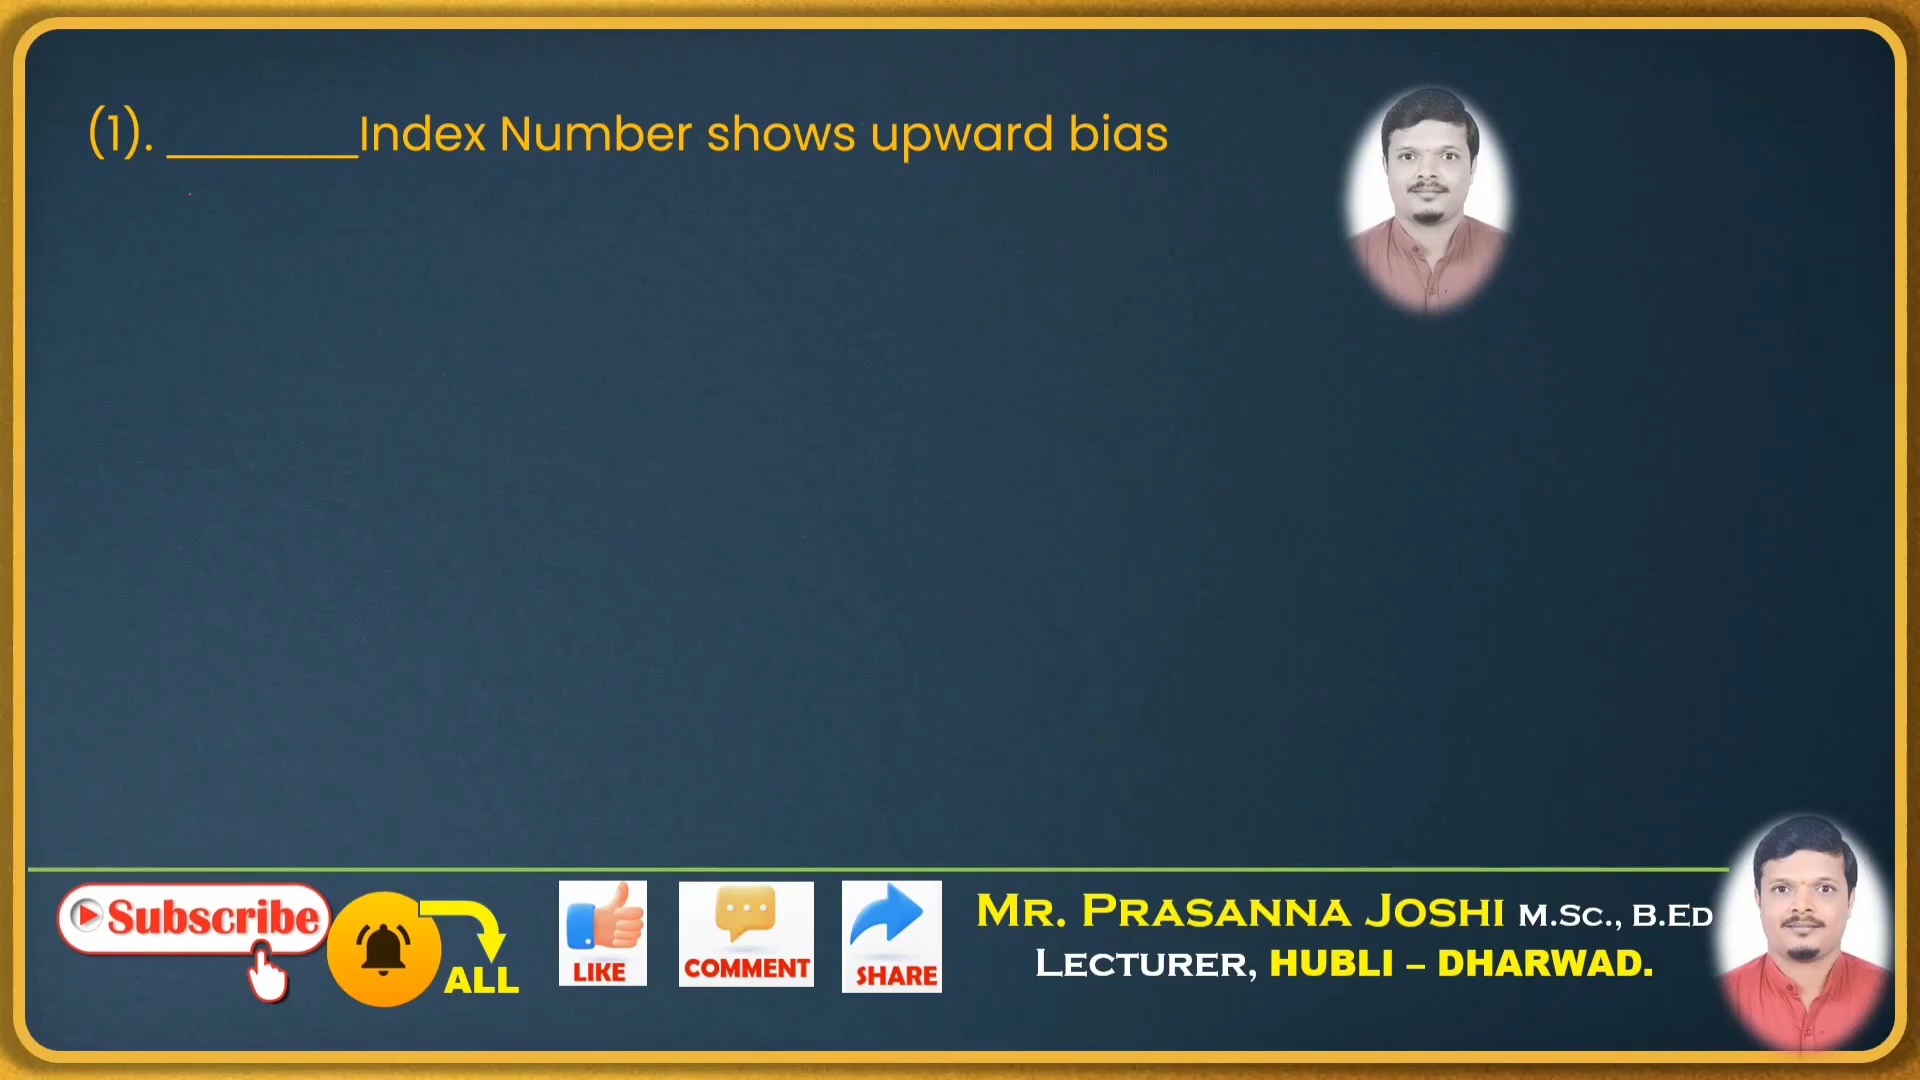 (1). ________Index Number shows upward bias
Subscribe
ALL
LIKE
COMMENT
SHARE
MR. PRASANNA JOSHI M.SC., B.ED
LECTURER, HUBLI – DHARWAD.